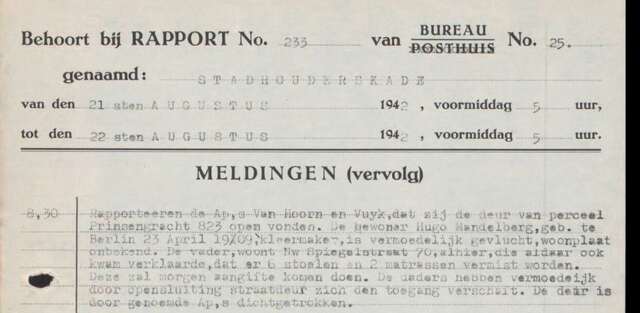 Behoort bij RAPPORT No. 233 van BUREAU POSTHUIS No. 25.
genaamd: STADHOUDERSKADE
van den 21 sten AUGUSTUS 1942, voormiddag 5 uur,
tot den 22 sten AUGUSTUS 1942, voormiddag 5 uur.
MELDINGEN (vervolg)
8,30 Rapporteeren de Ap,s Van Hoorn en Vuyk,dat zij de deur van perceel
Prinsengracht 823 open vonden. De bewoner Hugo Mandelberg,geb. te
Berlin 23 April 1909,kleermaker,is vermoedelijk gevlucht,woonplaat
onbekend. De vader,woont Nw Spiegelstraat 70,alhier,die aldaar ook
kwam verklaarde,dat er 6 stoelen en 2 matrassen vermist worden.
Deze zal morgen aangifte komen doen. De daders hebben vermoedelijk
door opensluiting straatdeur zich den toegang verschaft. De deur is
door genoemde Ap,s dichtgetrokken.